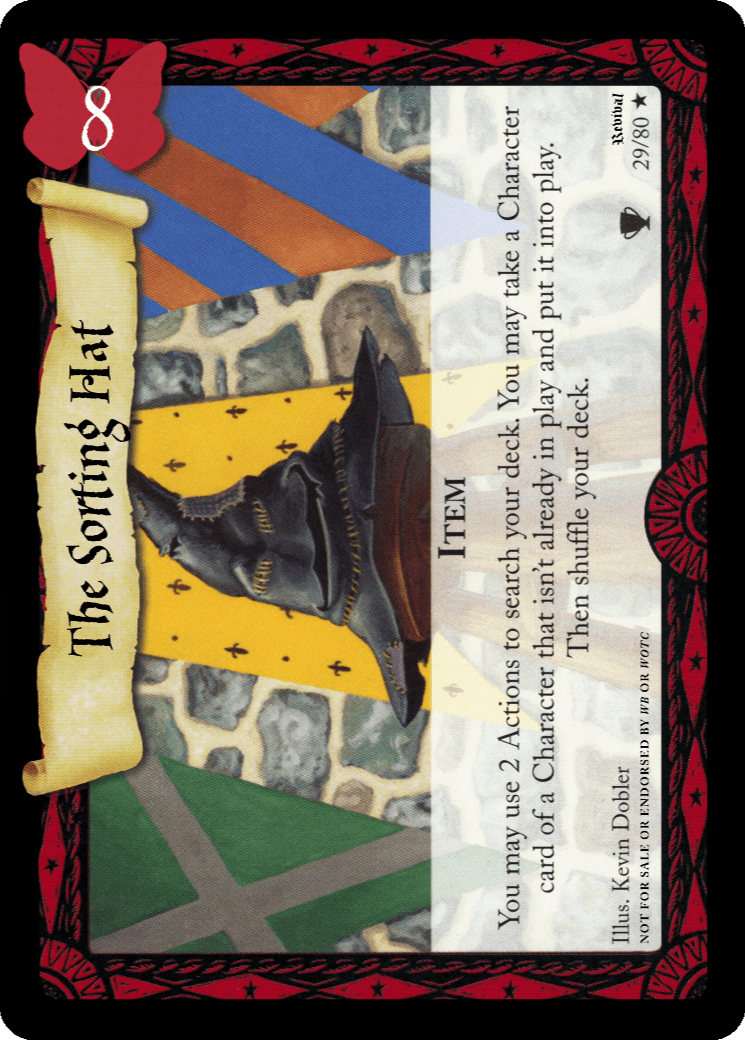 8
The Sorting Hat
ITEM
You may use 2 Actions to search your deck. You may take a Character
card of a Character that isn't already in play and put it into play.
Then shuffle your deck.
Illus. Kevin Dobler
NOT FOR SALE OR ENDORSED BY WB OR WOTC
Revival
29/80 ★